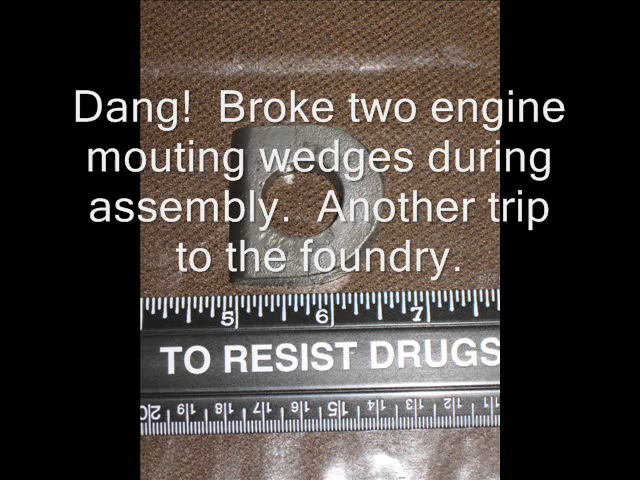 Dang! Broke two engine
mouting wedges during
assembly. Another trip
to the foundry.
5 6 7
TO RESIST DRUGS
20 19 18 17 16 15 14 13 12 11